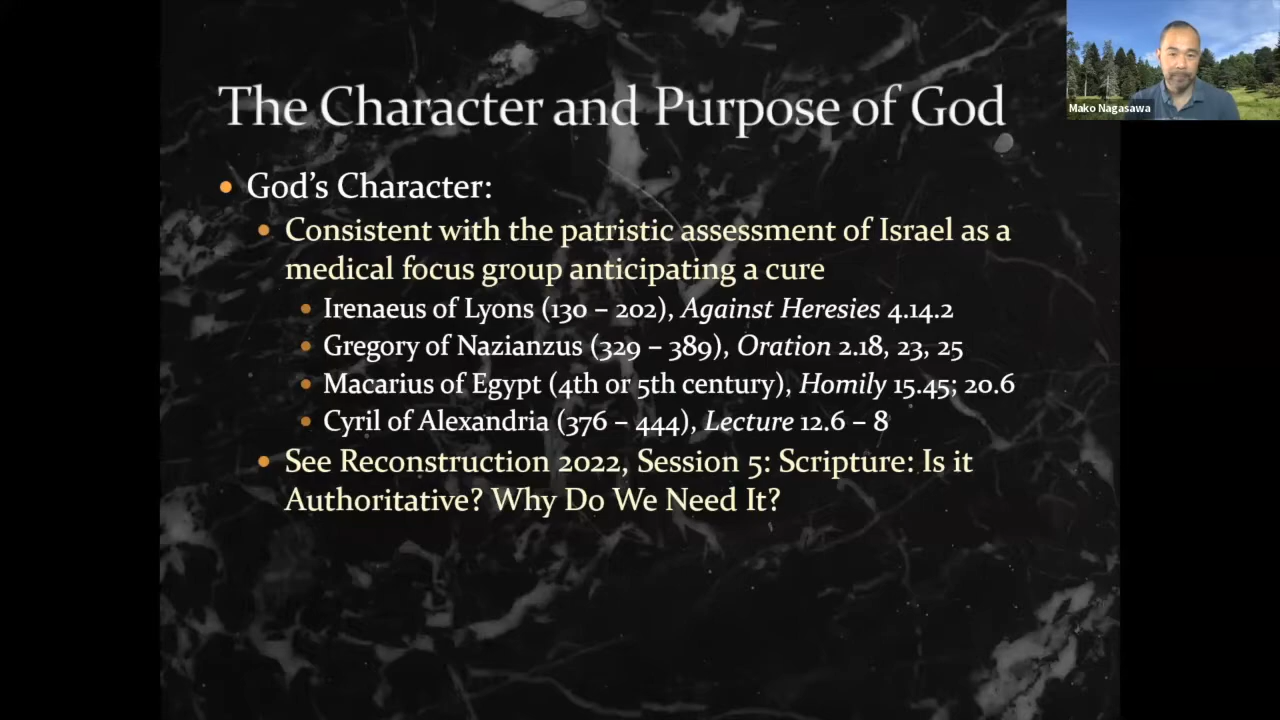 The Character and Purpose of God
Mako Nagasawa
• God’s Character:
• Consistent with the patristic assessment of Israel as a
medical focus group anticipating a cure
• Irenaeus of Lyons (130 – 202), Against Heresies 4.14.2
• Gregory of Nazianzus (329 – 389), Oration 2.18, 23, 25
• Macarius of Egypt (4th or 5th century), Homily 15.45; 20.6
• Cyril of Alexandria (376 – 444), Lecture 12.6 – 8
• See Reconstruction 2022, Session 5: Scripture: Is it
Authoritative? Why Do We Need It?